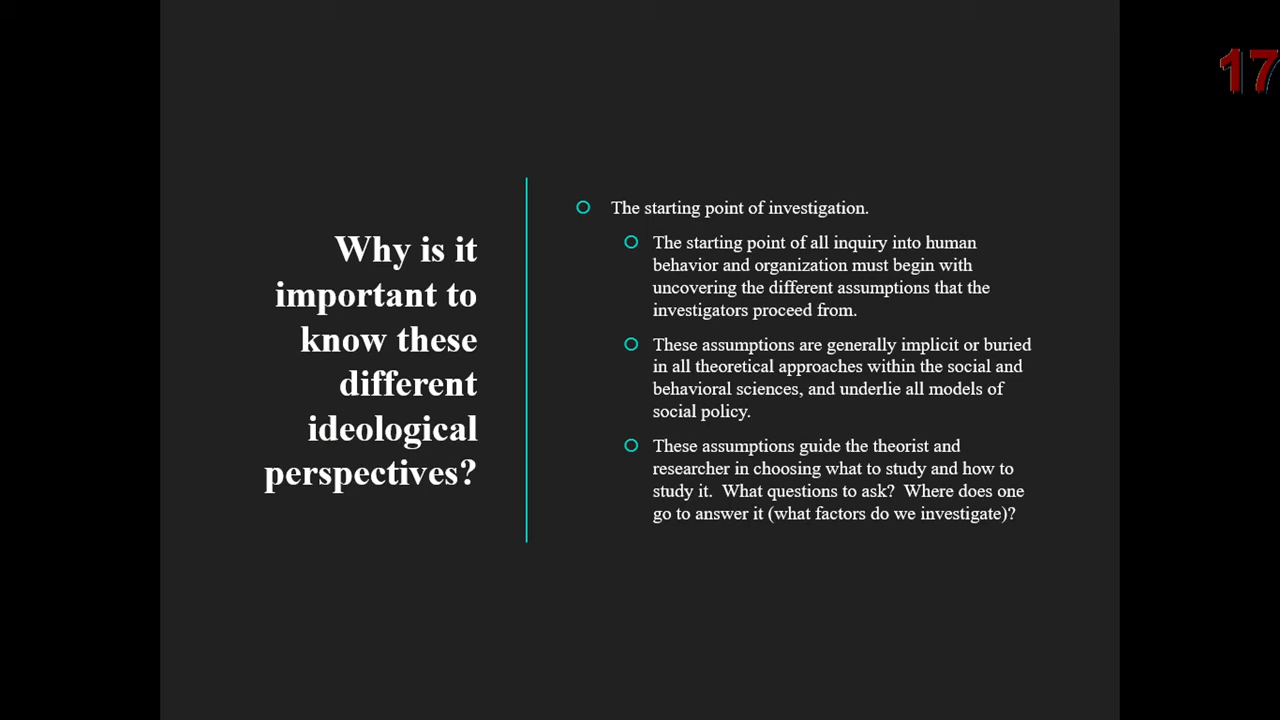 17
Why is it
important to
know these
different
ideological
perspectives?
The starting point of investigation.
The starting point of all inquiry into human
behavior and organization must begin with
uncovering the different assumptions that the
investigators proceed from.
These assumptions are generally implicit or buried
in all theoretical approaches within the social and
behavioral sciences, and underlie all models of
social policy.
These assumptions guide the theorist and
researcher in choosing what to study and how to
study it.  What questions to ask?  Where does one
go to answer it (what factors do we investigate)?